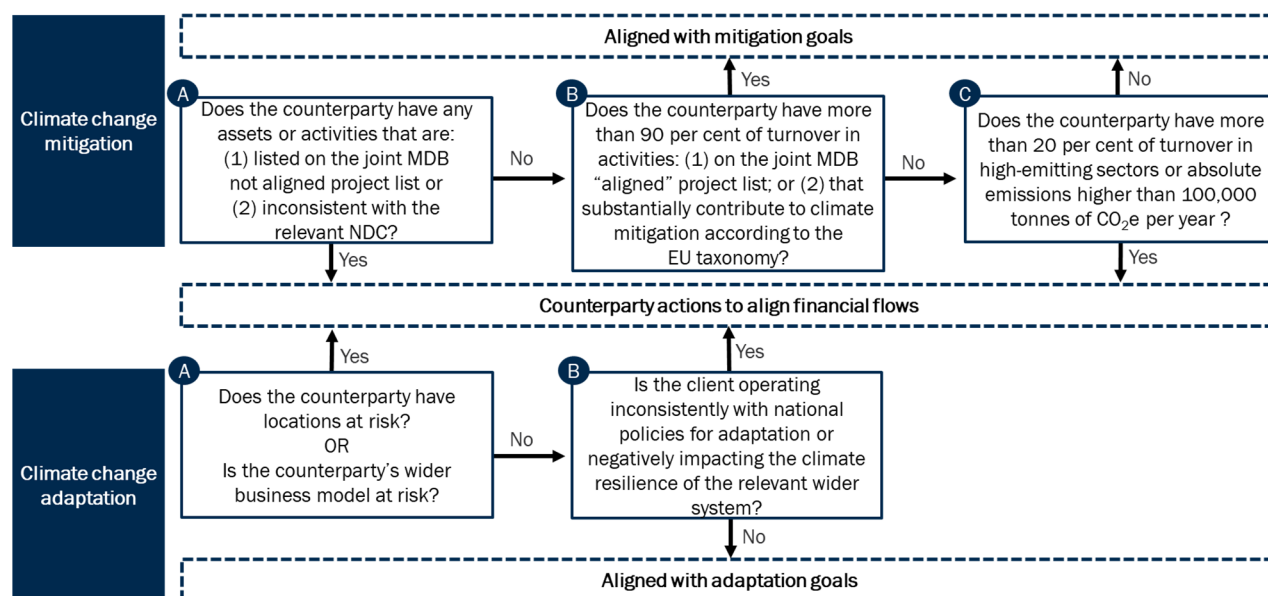 Aligned with mitigation goals
Climate change
mitigation
A
Does the counterparty have any
assets or activities that are:
(1) listed on the joint MDB
not aligned project list or
(2) inconsistent with the
relevant NDC?
No
Yes
B
Does the counterparty have more
than 90 per cent of turnover in
activities: (1) on the joint MDB
“aligned” project list; or (2) that
substantially contribute to climate
mitigation according to the
EU taxonomy?
Yes
No
C
Does the counterparty have more
than 20 per cent of turnover in
high-emitting sectors or absolute
emissions higher than 100,000
tonnes of CO₂e per year ?
No
Yes
Counterparty actions to align financial flows
Climate change
adaptation
A
Yes
Does the counterparty have
locations at risk?
OR
Is the counterparty’s wider
business model at risk?
No
B
Yes
Is the client operating
inconsistently with national
policies for adaptation or
negatively impacting the climate
resilience of the relevant wider
system?
No
Aligned with adaptation goals